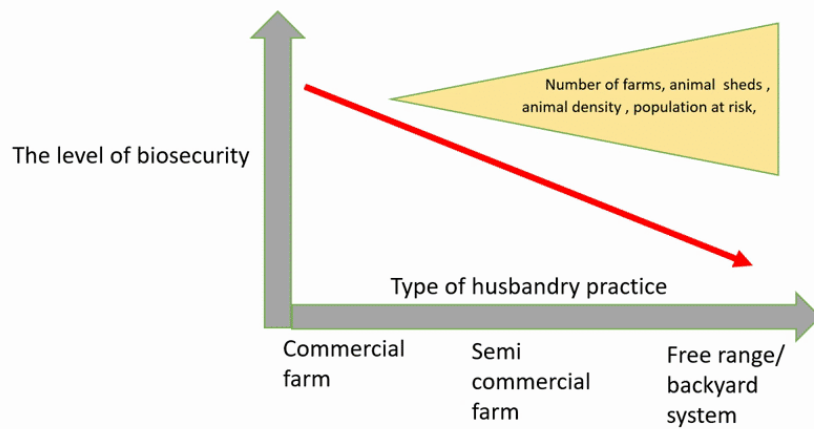 Number of farms, animal sheds ,
animal density , population at risk,
The level of biosecurity
Type of husbandry practice
Commercial
farm
Semi
commercial
farm
Free range/
backyard
system